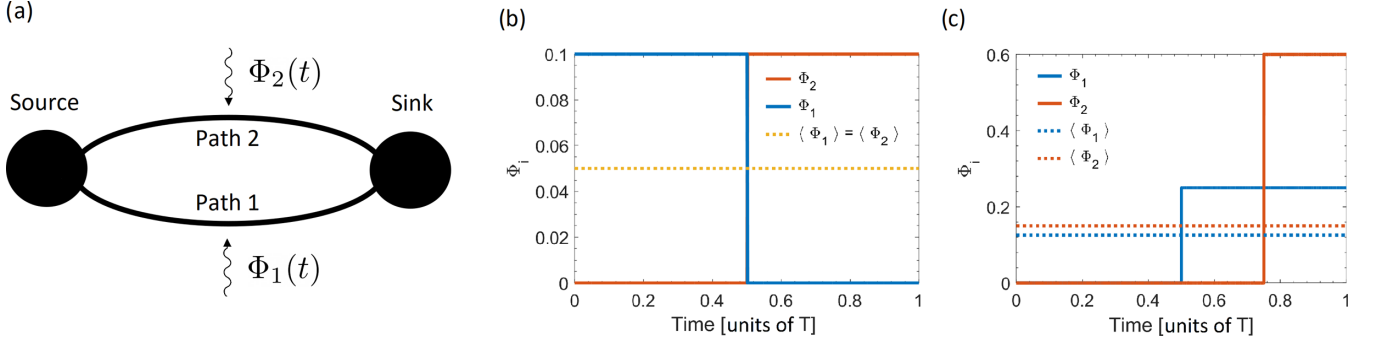 (a)
Φ₂(t)
Source
Sink
Path 2
Path 1
Φ₁(t)
(b)
0.1
0.08
0.06
0.04
0.02
0
Φᵢ
Φ₂
Φ₁
⟨ Φ₁ ⟩ = ⟨ Φ₂ ⟩
0 0.2 0.4 0.6 0.8 1
Time [units of T]
(c)
0.6
0.4
0.2
0
Φᵢ
Φ₁
Φ₂
⟨ Φ₁ ⟩
⟨ Φ₂ ⟩
0 0.2 0.4 0.6 0.8 1
Time [units of T]